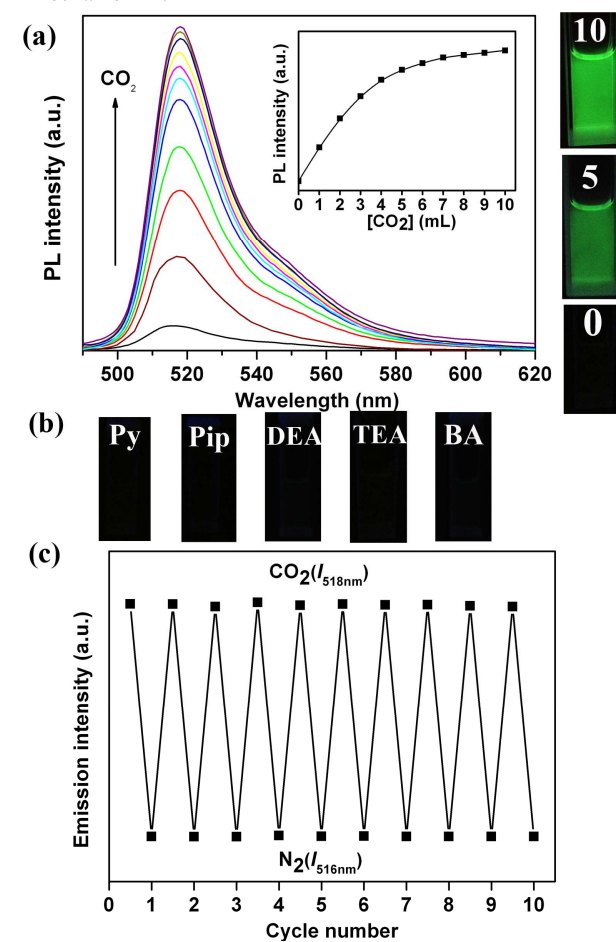 (a)
CO2
PL intensity (a.u.)
500 520 540 560 580 600 620
Wavelength (nm)
PL intensity (a.u.)
0 1 2 3 4 5 6 7 8 9 10
[CO2] (mL)
10
5
0
(b)
Py Pip DEA TEA BA
(c)
CO2(I518nm)
Emission intensity (a.u.)
N2(I516nm)
0 1 2 3 4 5 6 7 8 9 10
Cycle number